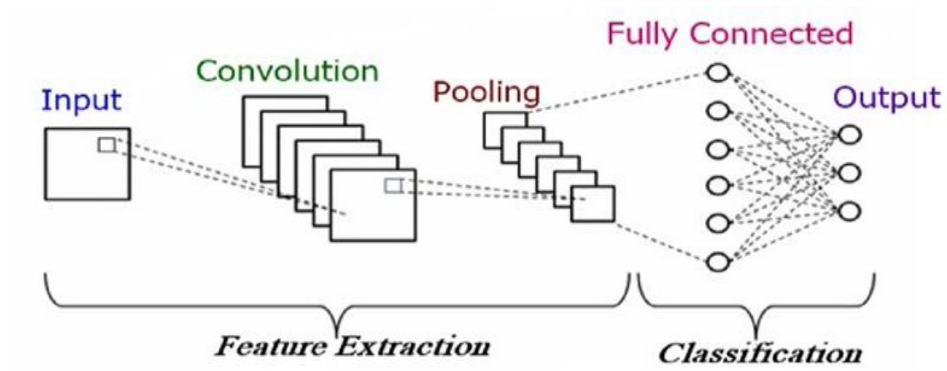 Input
Convolution
Pooling
Fully Connected
Output
Feature Extraction
Classification